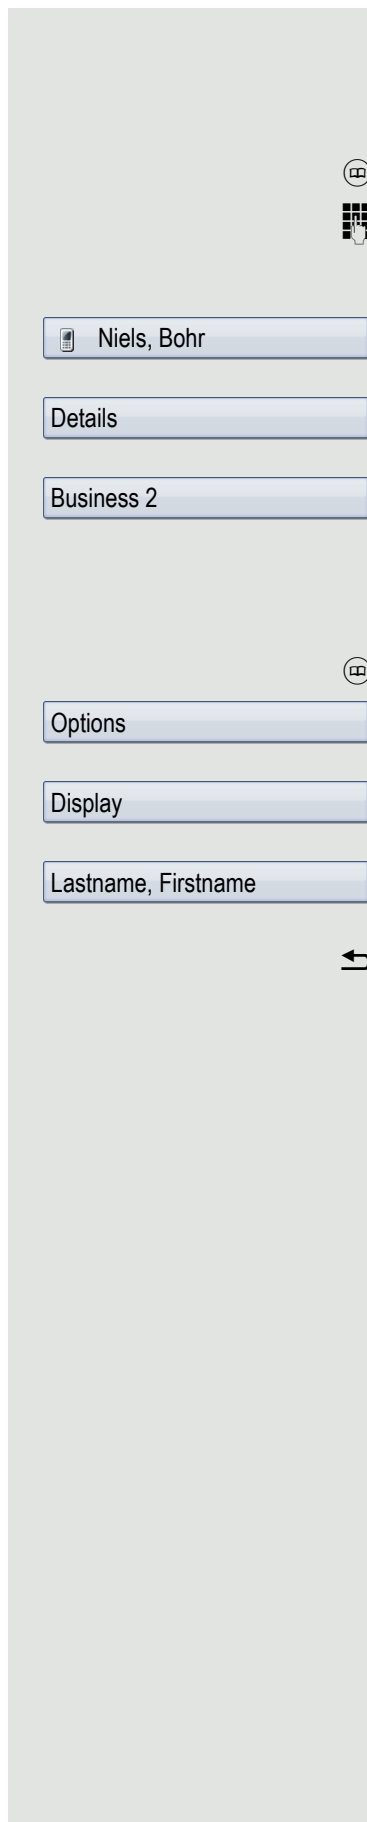 Niels, Bohr
Details
Business 2
Options
Display
Lastname, Firstname